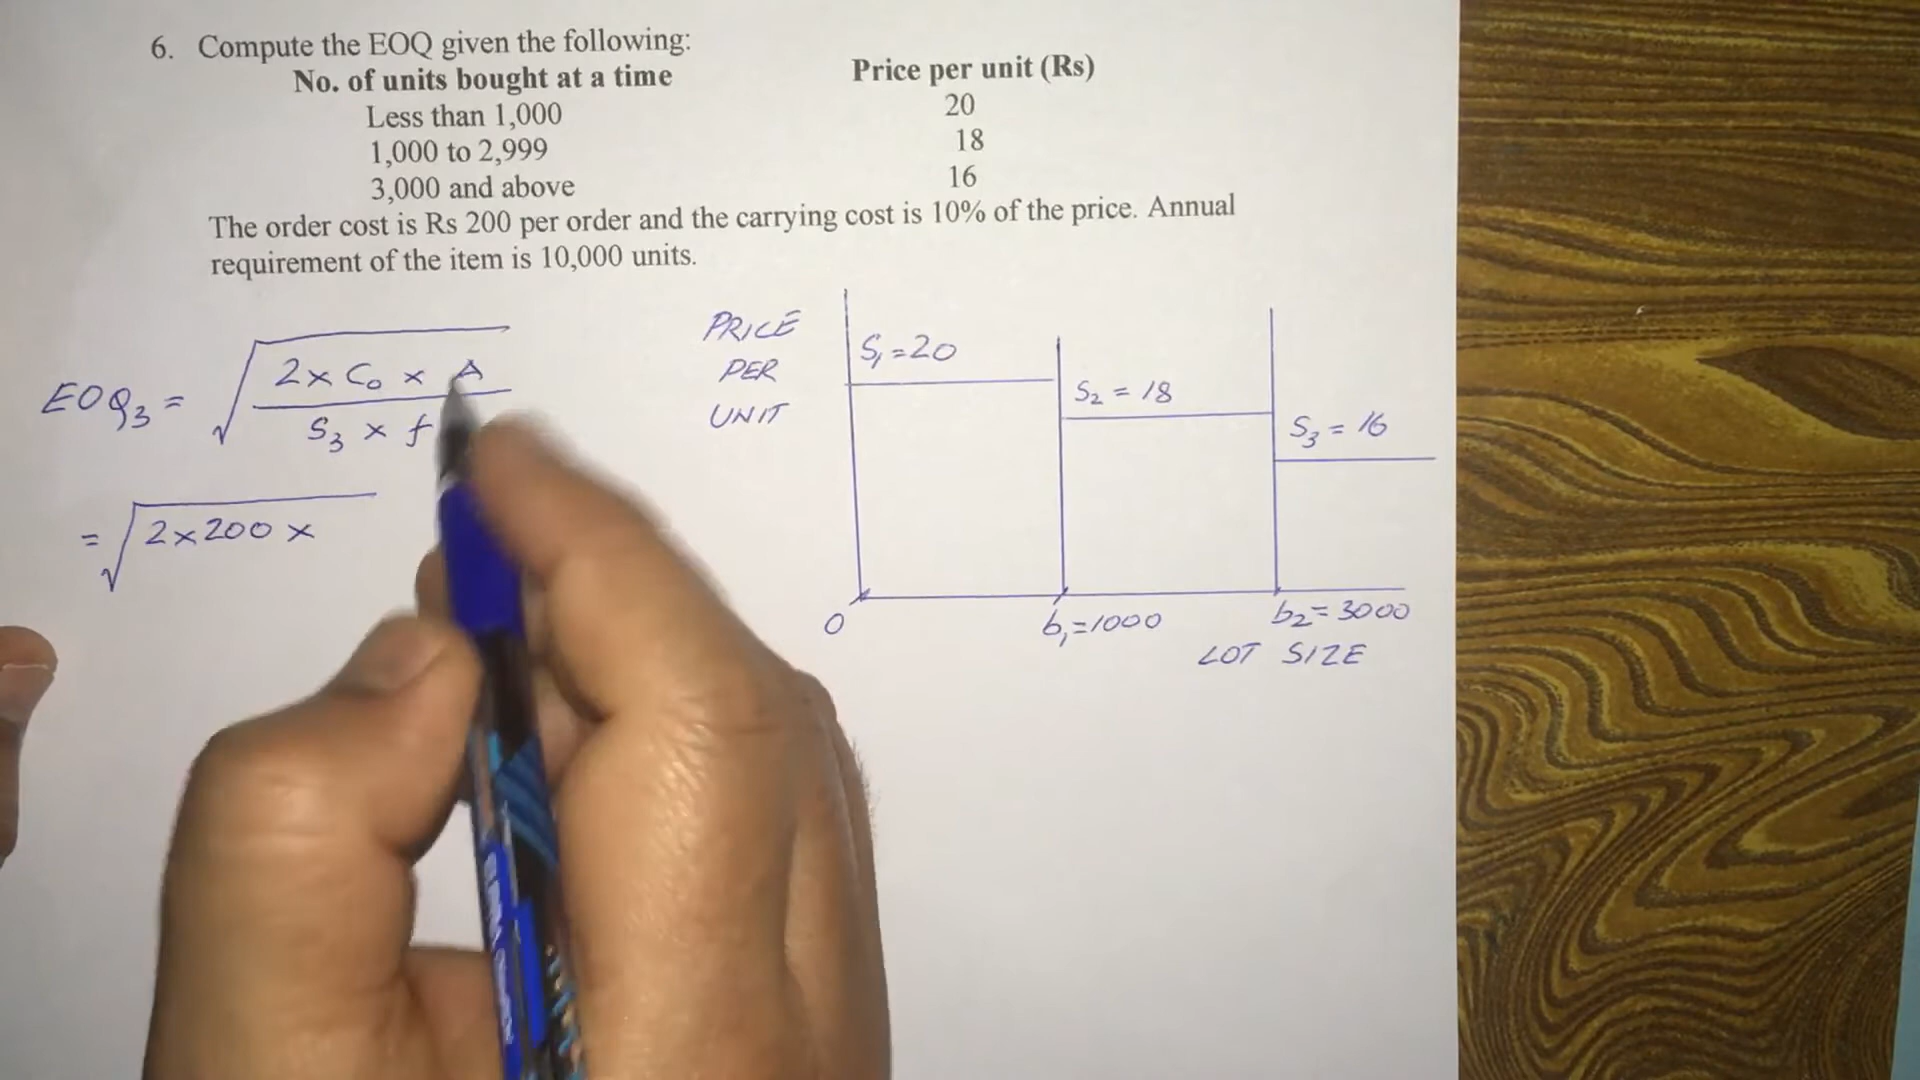 6. Compute the EOQ given the following:
No. of units bought at a time Price per unit (Rs)
Less than 1,000 20
1,000 to 2,999 18
3,000 and above 16
The order cost is Rs 200 per order and the carrying cost is 10% of the price. Annual
requirement of the item is 10,000 units.
EOQ₃ = √
2 x C₀ x A
S₃ x f
= √ 2 x 200 x
PRICE
PER
UNIT
S₁ = 20
S₂ = 18
S₃ = 16
0
b₁ = 1000
b₂ = 3000
LOT SIZE